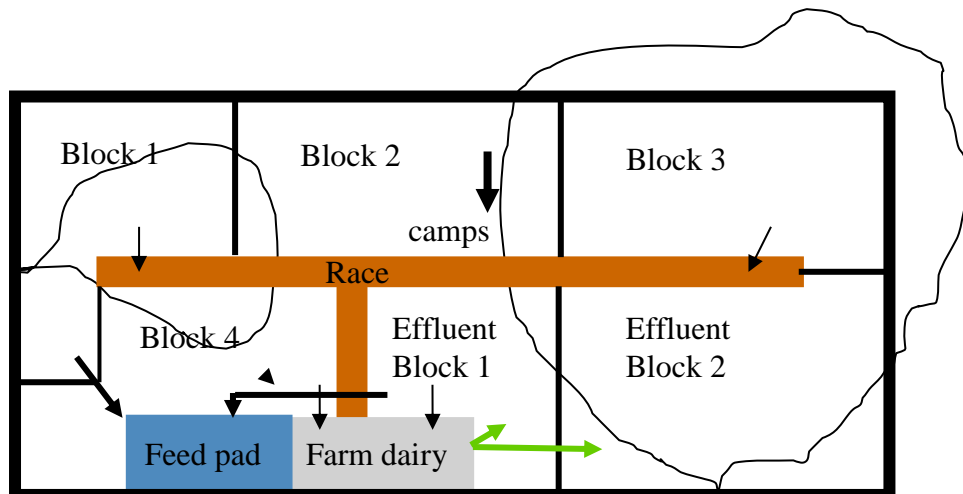 Block 1
Block 2
Block 3
camps
Race
Block 4
Effluent
Block 1
Effluent
Block 2
Feed pad
Farm dairy